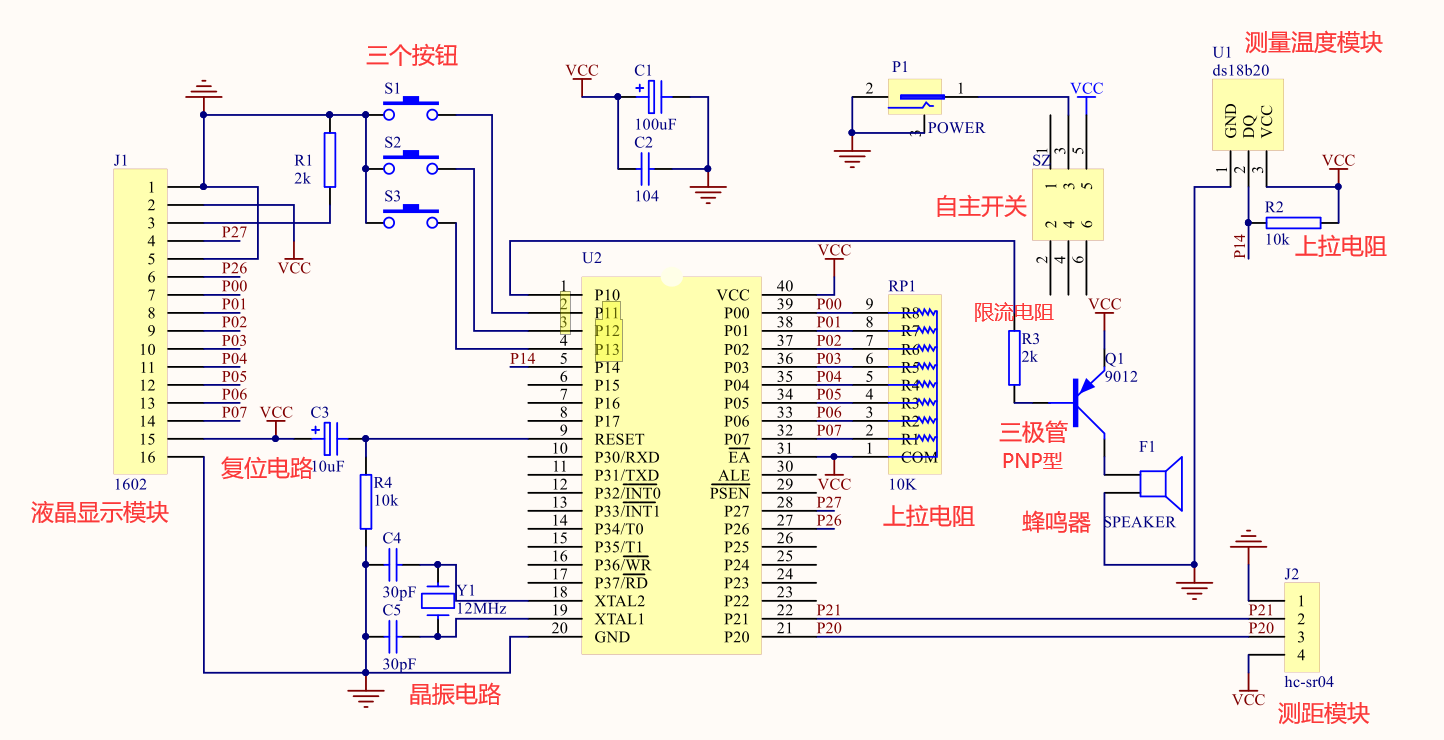 三个按钮
测量温度模块
U1
ds18b20
GND
DQ
VCC
1
2
3
VCC
R2
10k
P14
上拉电阻
S1
S2
S3
VCC
C1
+
100uF
C2
104
P1
2
1
3
POWER
VCC
SZ
1
3
5
1
3
5
2
4
6
2
4
6
自主开关
J1
1
2
3
4
5
6
7
8
9
10
11
12
13
14
15
16
P27
P26
P00
P01
P02
P03
P04
P05
P06
P07
1602
液晶显示模块
R1
2k
VCC
VCC
C3
+
10uF
复位电路
R4
10k
C4
30pF
C5
30pF
Y1
12MHz
晶振电路
U2
1 P10
2 P11
3 P12
4 P13
P14 5 P14
6 P15
7 P16
8 P17
9 RESET
10 P30/RXD
11 P31/TXD
12 P32/INT0
13 P33/INT1
14 P34/T0
15 P35/T1
16 P36/WR
17 P37/RD
18 XTAL2
19 XTAL1
20 GND
VCC
VCC 40
P00 39 P00 9 R8
P01 38 P01 8 R7
P02 37 P02 7 R6
P03 36 P03 6 R5
P04 35 P04 5 R4
P05 34 P05 4 R3
P06 33 P06 3 R2
P07 32 P07 2 R1
EA 31 1 COM
ALE 30
PSEN 29
P27 28 P27
P26 27 P26
P25 26
P24 25
P23 24
P22 23
P21 22 P21
P20 21 P20
VCC
RP1
10K
上拉电阻
限流电阻
R3
2k
VCC
Q1
9012
三极管
PNP型
F1
SPEAKER
蜂鸣器
J2
1
P21 2
P20 3
4
VCC
hc-sr04
测距模块